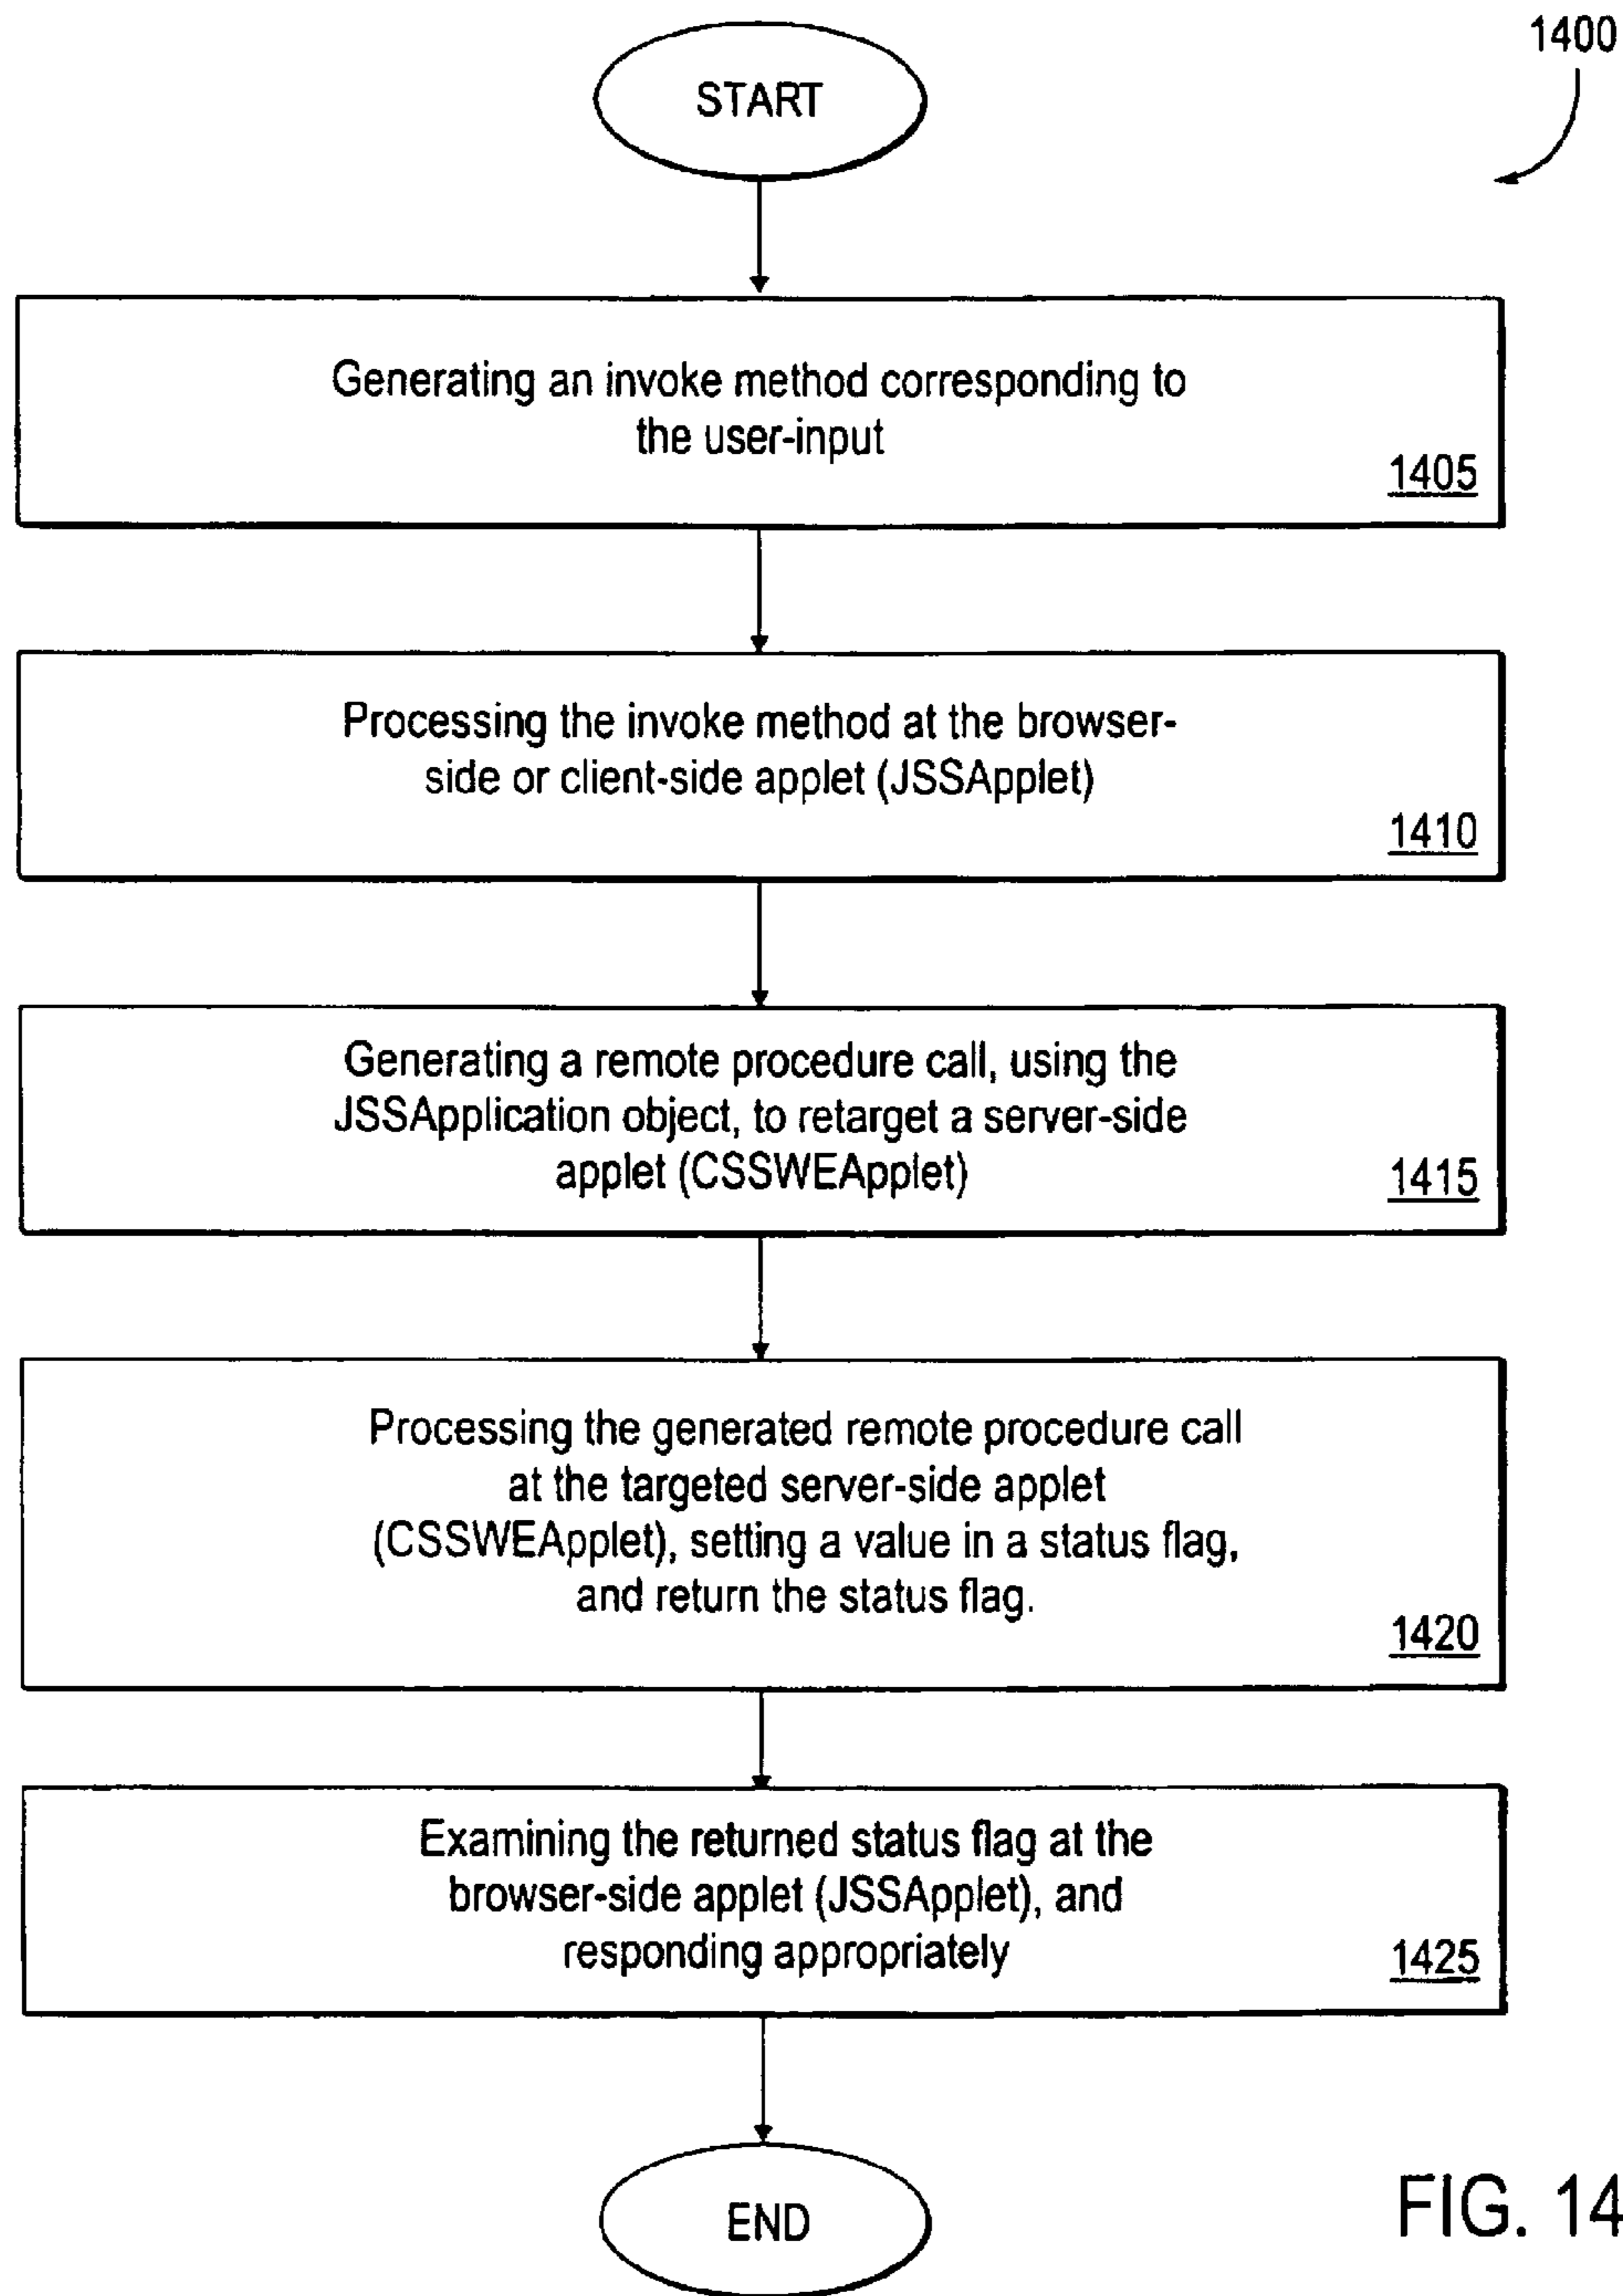 1400
START
Generating an invoke method corresponding to
the user-input
1405
Processing the invoke method at the browser-
side or client-side applet (JSSApplet)
1410
Generating a remote procedure call, using the
JSSApplication object, to retarget a server-side
applet (CSSWEApplet)
1415
Processing the generated remote procedure call
at the targeted server-side applet
(CSSWEApplet), setting a value in a status flag,
and return the status flag.
1420
Examining the returned status flag at the
browser-side applet (JSSApplet), and
responding appropriately
1425
END
FIG. 14